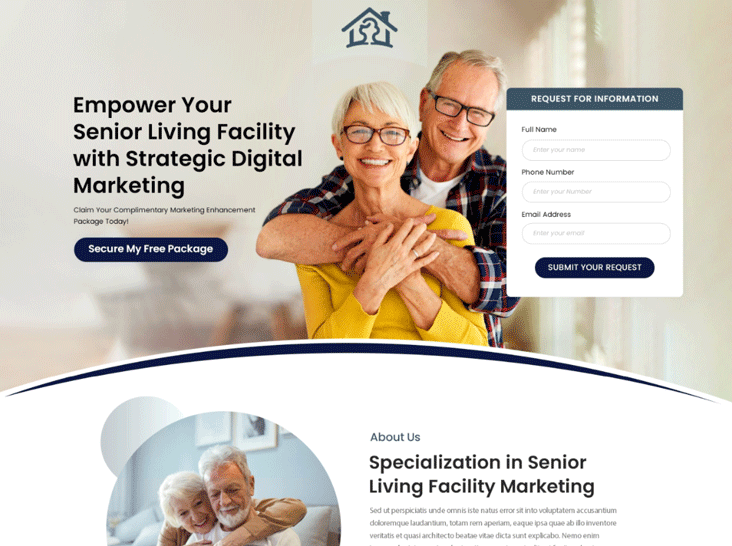 Empower Your
Senior Living Facility
with Strategic Digital
Marketing
Claim Your Complimentary Marketing Enhancement
Package Today!
Secure My Free Package
REQUEST FOR INFORMATION
Full Name
Enter your name
Phone Number
Enter your Number
Email Address
Enter your email
SUBMIT YOUR REQUEST
About Us
Specialization in Senior
Living Facility Marketing
Sed ut perspiciatis unde omnis iste natus error sit into voluptatem accusantium
doloremque laudantium, totam rem aperiam, eaque ipsa quae ab illo inventore
veritatis et quasi architecto beatae vitae dicta sunt explicabo. Nemo enim